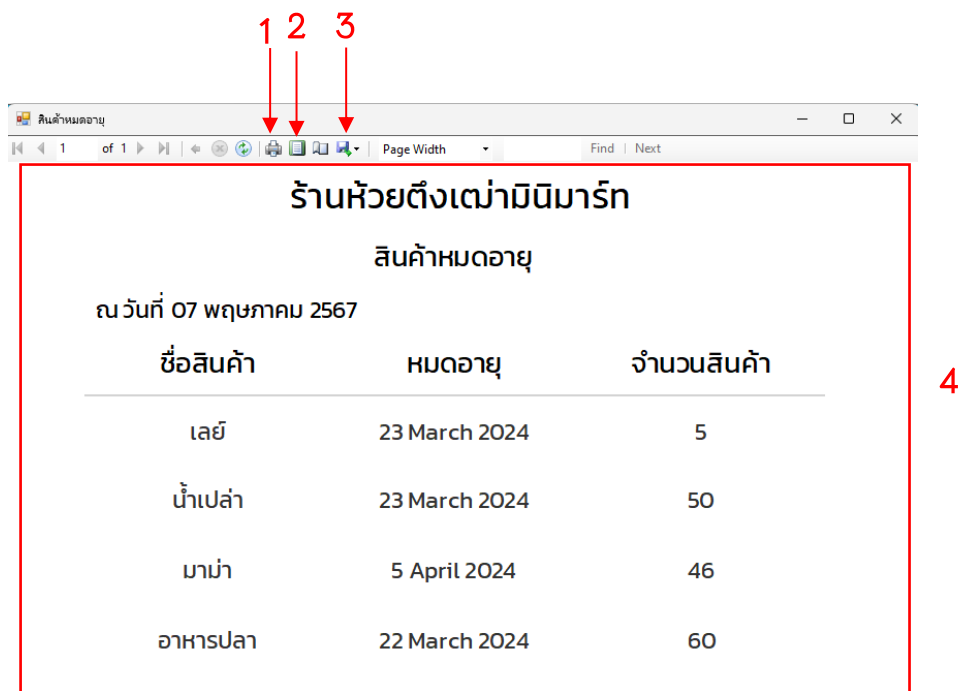 1 2 3
สินค้าหมดอายุ
1 of 1 Page Width Find | Next
ร้านห้วยตึงเฒ่ามินิมาร์ท
สินค้าหมดอายุ
ณ วันที่ 07 พฤษภาคม 2567
ชื่อสินค้า หมดอายุ จำนวนสินค้า
4
เลย์ 23 March 2024 5
น้ำเปล่า 23 March 2024 50
มาม่า 5 April 2024 46
อาหารปลา 22 March 2024 60